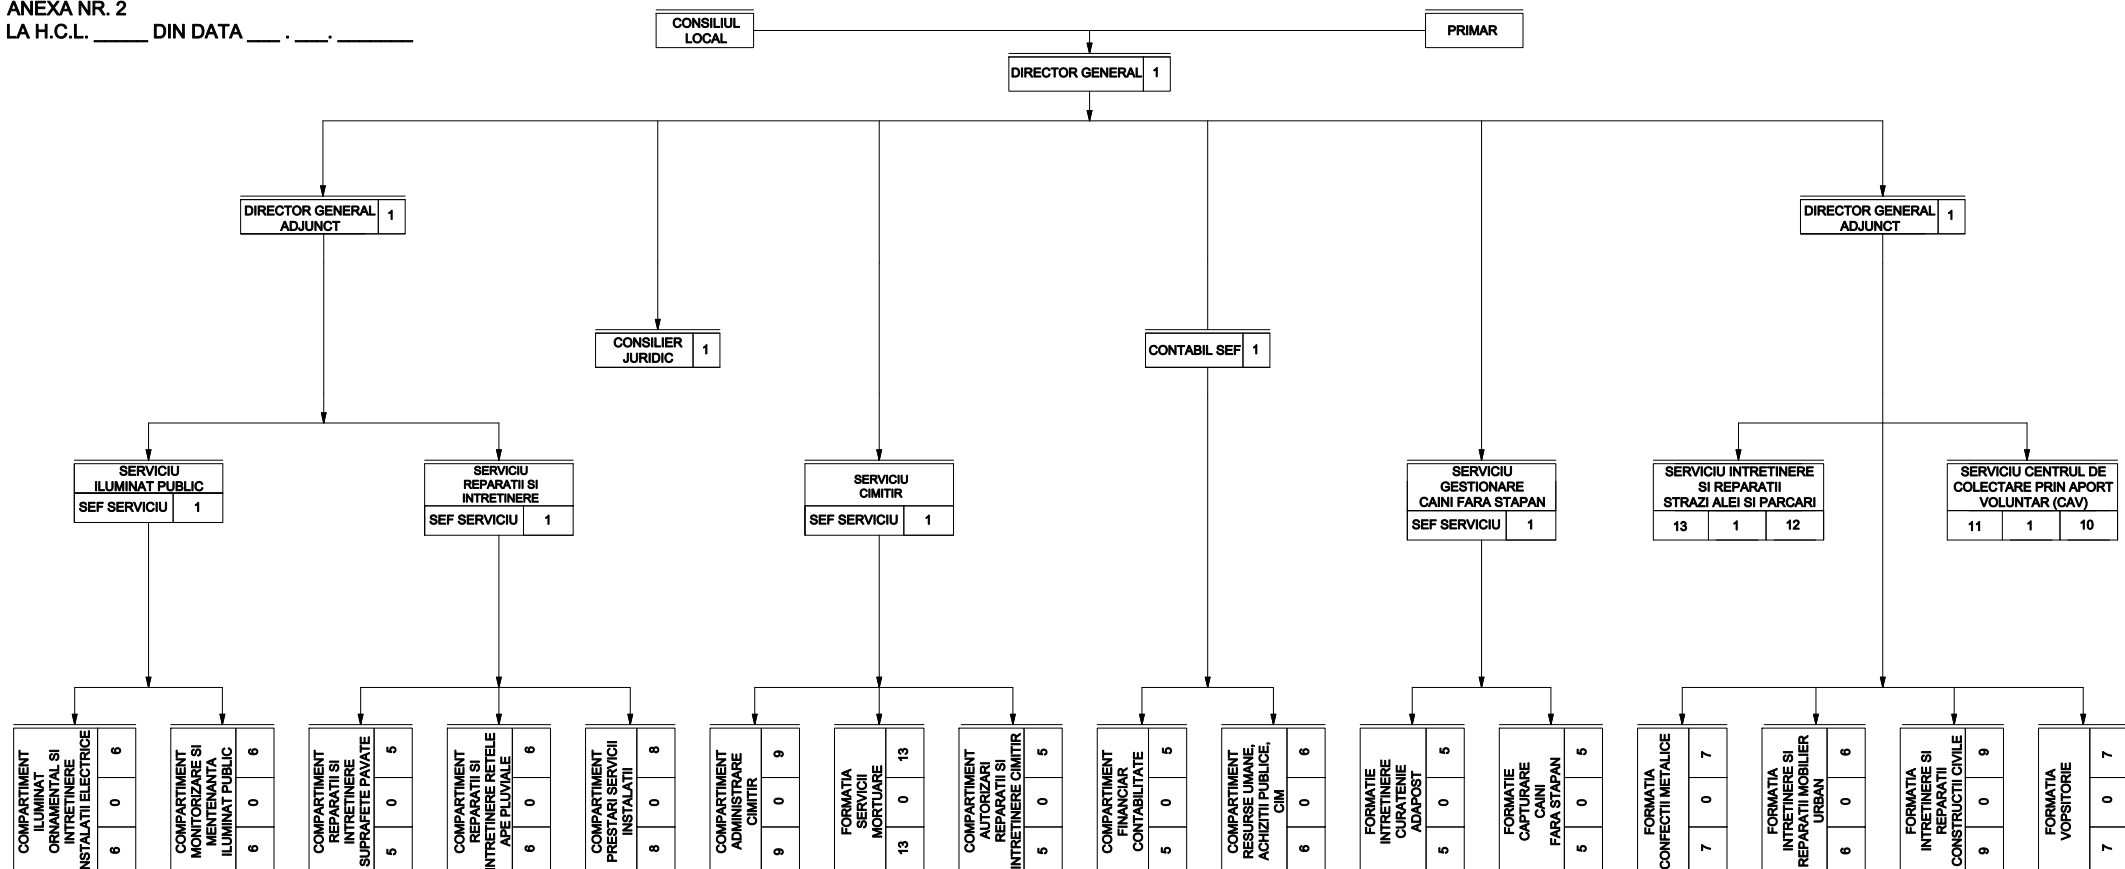 ANEXA NR. 2
LA H.C.L. _____ DIN DATA ___ . ___. _______
CONSILIUL
LOCAL
PRIMAR
DIRECTOR GENERAL 1
DIRECTOR GENERAL
ADJUNCT
1
DIRECTOR GENERAL
ADJUNCT
1
CONSILIER
JURIDIC
1
CONTABIL SEF 1
SERVICIU
ILUMINAT PUBLIC
SEF SERVICIU 1
SERVICIU
REPARATII SI
INTRETINERE
SEF SERVICIU 1
SERVICIU
CIMITIR
SEF SERVICIU 1
SERVICIU
GESTIONARE
CAINI FARA STAPAN
SEF SERVICIU 1
SERVICIU INTRETINERE
SI REPARATII
STRAZI ALEI SI PARCARI
13 1 12
SERVICIU CENTRUL DE
COLECTARE PRIN APORT
VOLUNTAR (CAV)
11 1 10
COMPARTIMENT
ILUMINAT
ORNAMENTAL SI
INTRETINERE
INSTALATII ELECTRICE
6 0 6
COMPARTIMENT
MONITORIZARE SI
MENTENANTA
ILUMINAT PUBLIC
6 0 6
COMPARTIMENT
REPARATII SI
INTRETINERE
SUPRAFETE PAVATE
5 0 5
COMPARTIMENT
REPARATII SI
INTRETINERE RETELE
APE PLUVIALE
6 0 6
COMPARTIMENT
PRESTARI SERVICII
INSTALATII
8 0 8
COMPARTIMENT
ADMINISTRARE
CIMITIR
9 0 9
FORMATIA
SERVICII
MORTUARE
13 0 13
COMPARTIMENT
AUTORIZARI
REPARATII SI
INTRETINERE CIMITIR
5 0 5
COMPARTIMENT
FINANCIAR
CONTABILITATE
5 0 5
COMPARTIMENT
RESURSE UMANE,
ACHIZITII PUBLICE,
CIM
6 0 6
FORMATIE
INTRETINERE
CURATENIE
ADAPOST
5 0 5
FORMATIE
CAPTURARE
CAINI
FARA STAPAN
5 0 5
FORMATIA
CONFECTII METALICE
7 0 7
FORMATIA
INTRETINERE SI
REPARATII MOBILIER
URBAN
6 0 6
FORMATIA
INTRETINERE SI
REPARATII
CONSTRUCTII CIVILE
9 0 9
FORMATIA
VOPSITORIE
7 0 7